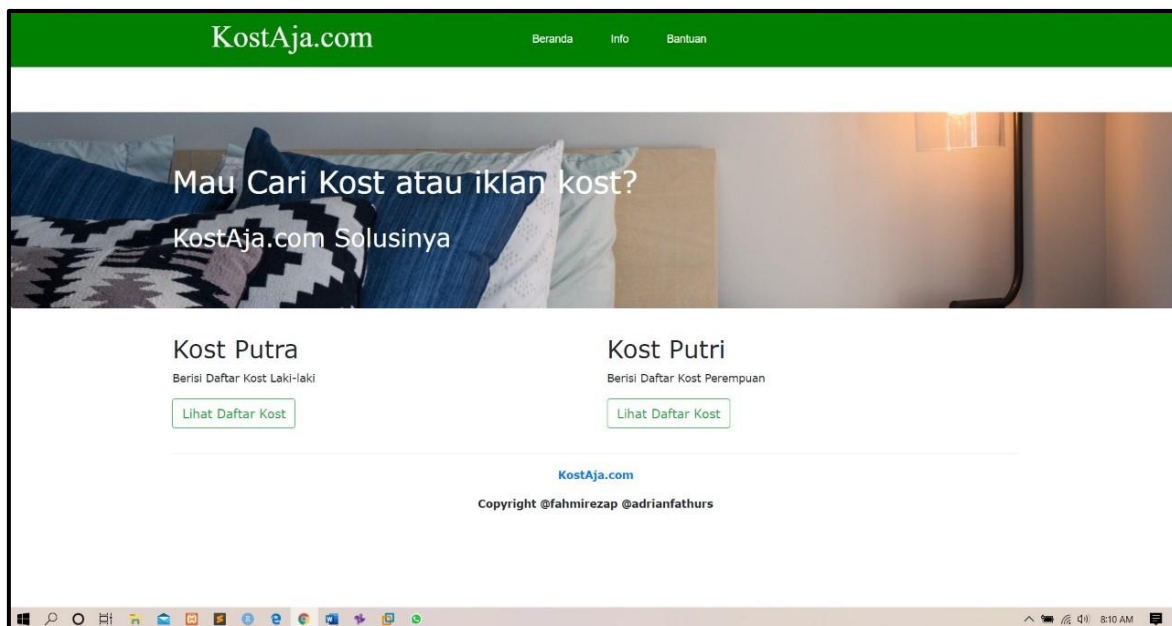 KostAja.com
Beranda Info Bantuan
Mau Cari Kost atau iklan kost?
KostAja.com Solusinya
Kost Putra
Berisi Daftar Kost Laki-laki
Lihat Daftar Kost
Kost Putri
Berisi Daftar Kost Perempuan
Lihat Daftar Kost
KostAja.com
Copyright @fahmirezap @adrianfathurs
8:10 AM